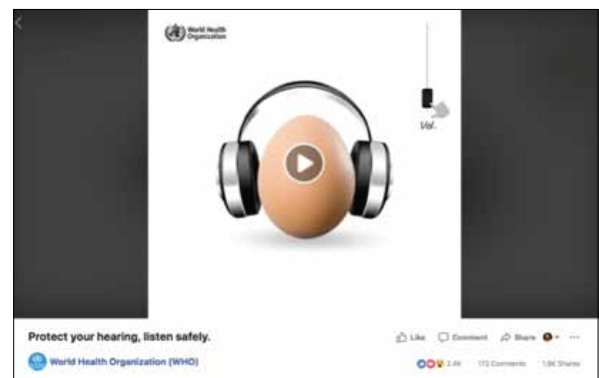 World Health
Organization
Vol.
Protect your hearing, listen safely.
Like Comment Share
World Health Organization (WHO)
2.4K 172 Comments 1.9K Shares